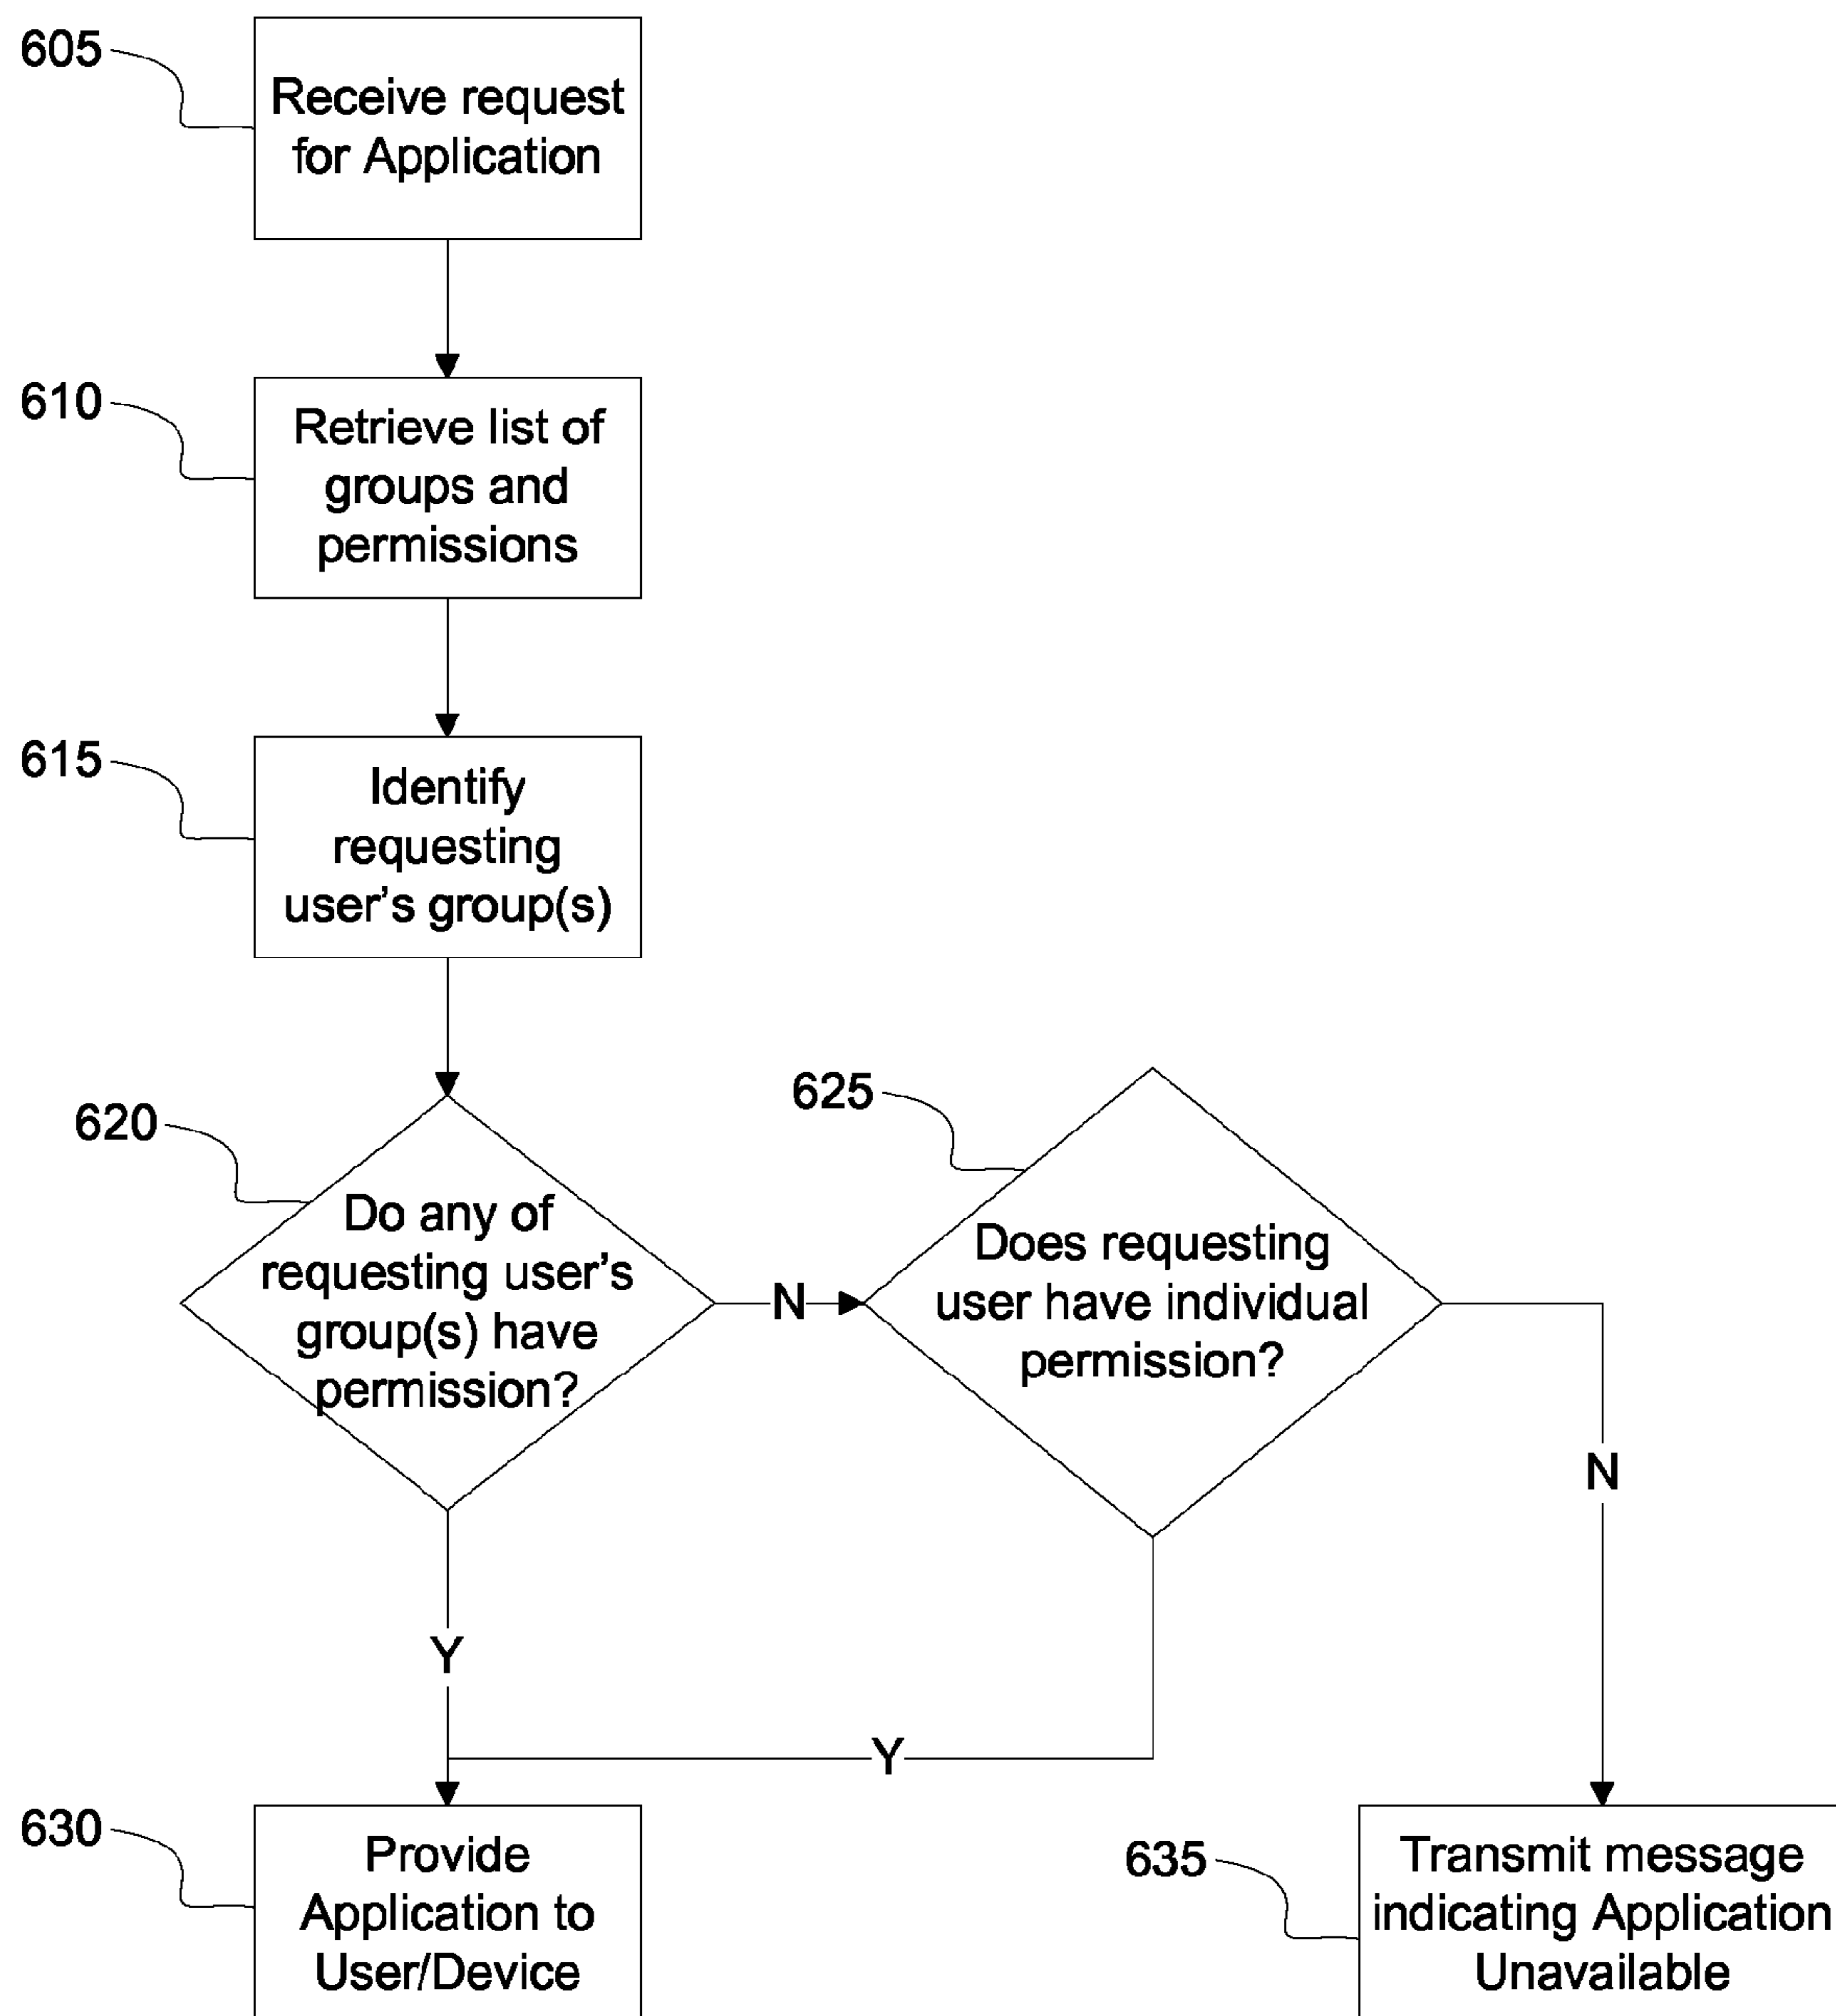 605
Receive request
for Application
610
Retrieve list of
groups and
permissions
615
Identify
requesting
user's group(s)
620
Do any of
requesting user's
group(s) have
permission?
N
625
Does requesting
user have individual
permission?
N
Y
Y
630
Provide
Application to
User/Device
635
Transmit message
indicating Application
Unavailable